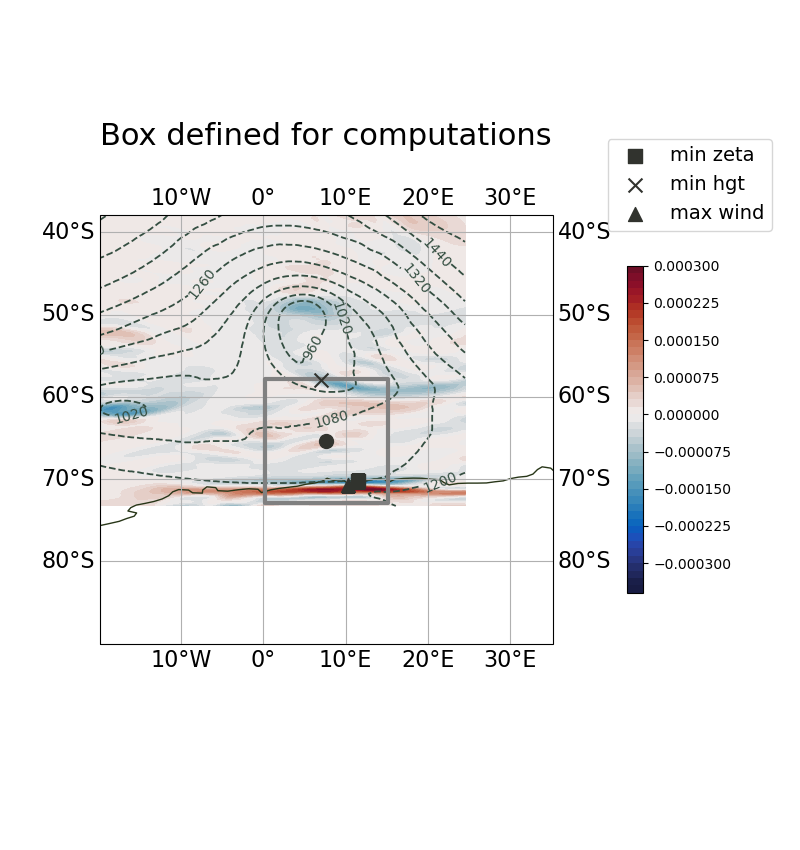 Box defined for computations
min zeta
min hgt
max wind
10°W 0° 10°E 20°E 30°E
40°S 40°S
50°S 50°S
60°S 60°S
70°S 70°S
80°S 80°S
10°W 0° 10°E 20°E 30°E
1440
1320
1260
1020
960
1020
1080
1200
0.000300
0.000225
0.000150
0.000075
0.000000
−0.000075
−0.000150
−0.000225
−0.000300